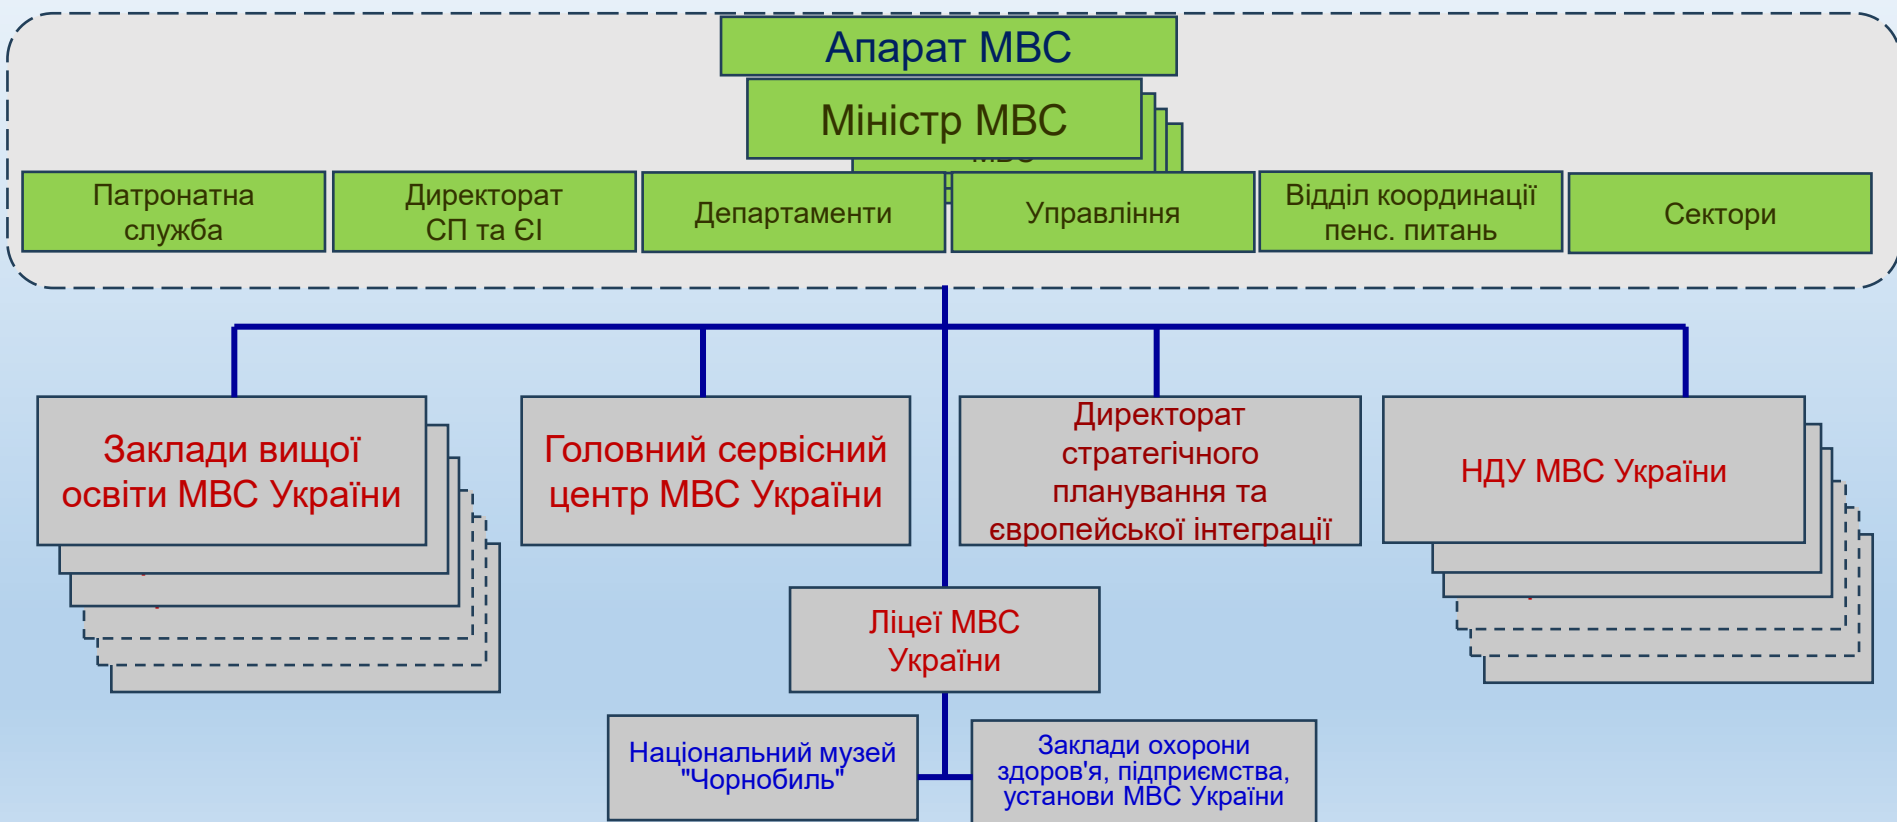 Апарат МВС
Міністр МВС
МВС
Патронатна
служба
Директорат
СП та ЄІ
Департаменти
Управління
Відділ координації
пенс. питань
Сектори
Заклади вищої
освіти МВС України
Головний сервісний
центр МВС України
Директорат
стратегічного
планування та
європейської інтеграції
НДУ МВС України
Ліцеї МВС
України
Національний музей
"Чорнобиль"
Заклади охорони
здоров'я, підприємства,
установи МВС України